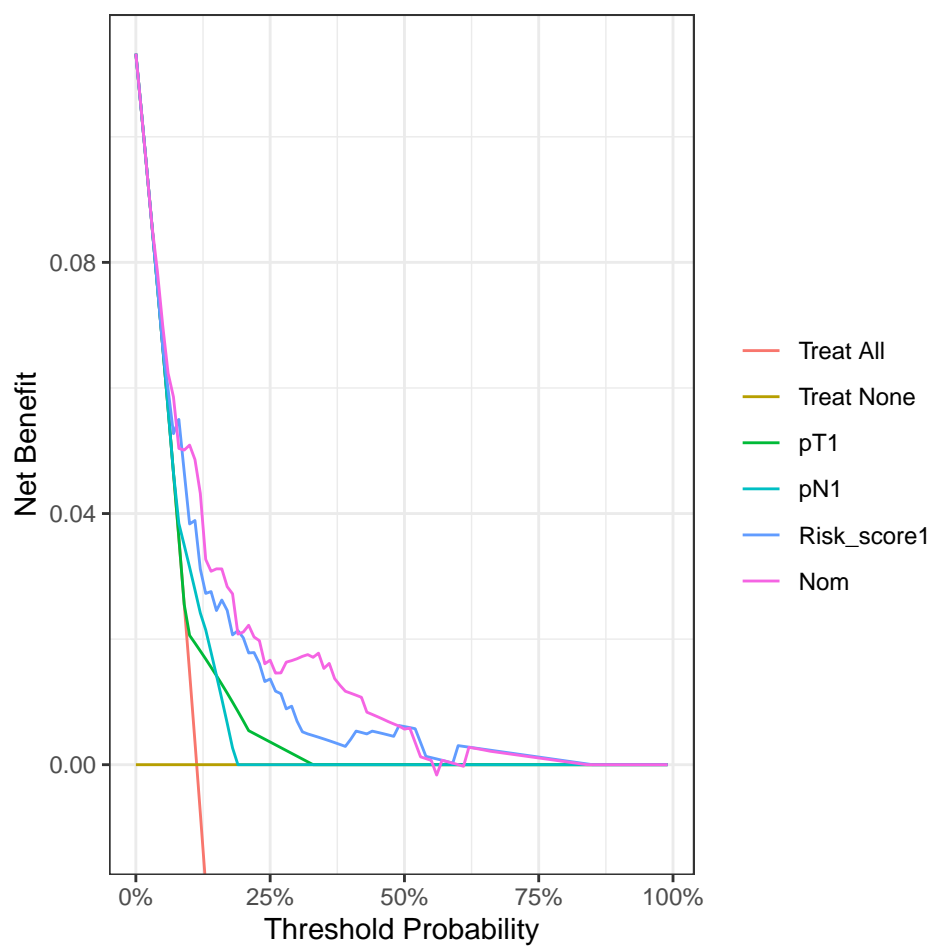 Net Benefit
0.08
0.04
0.00
0%
25%
50%
75%
100%
Threshold Probability
Treat All
Treat None
pT1
pN1
Risk_score1
Nom